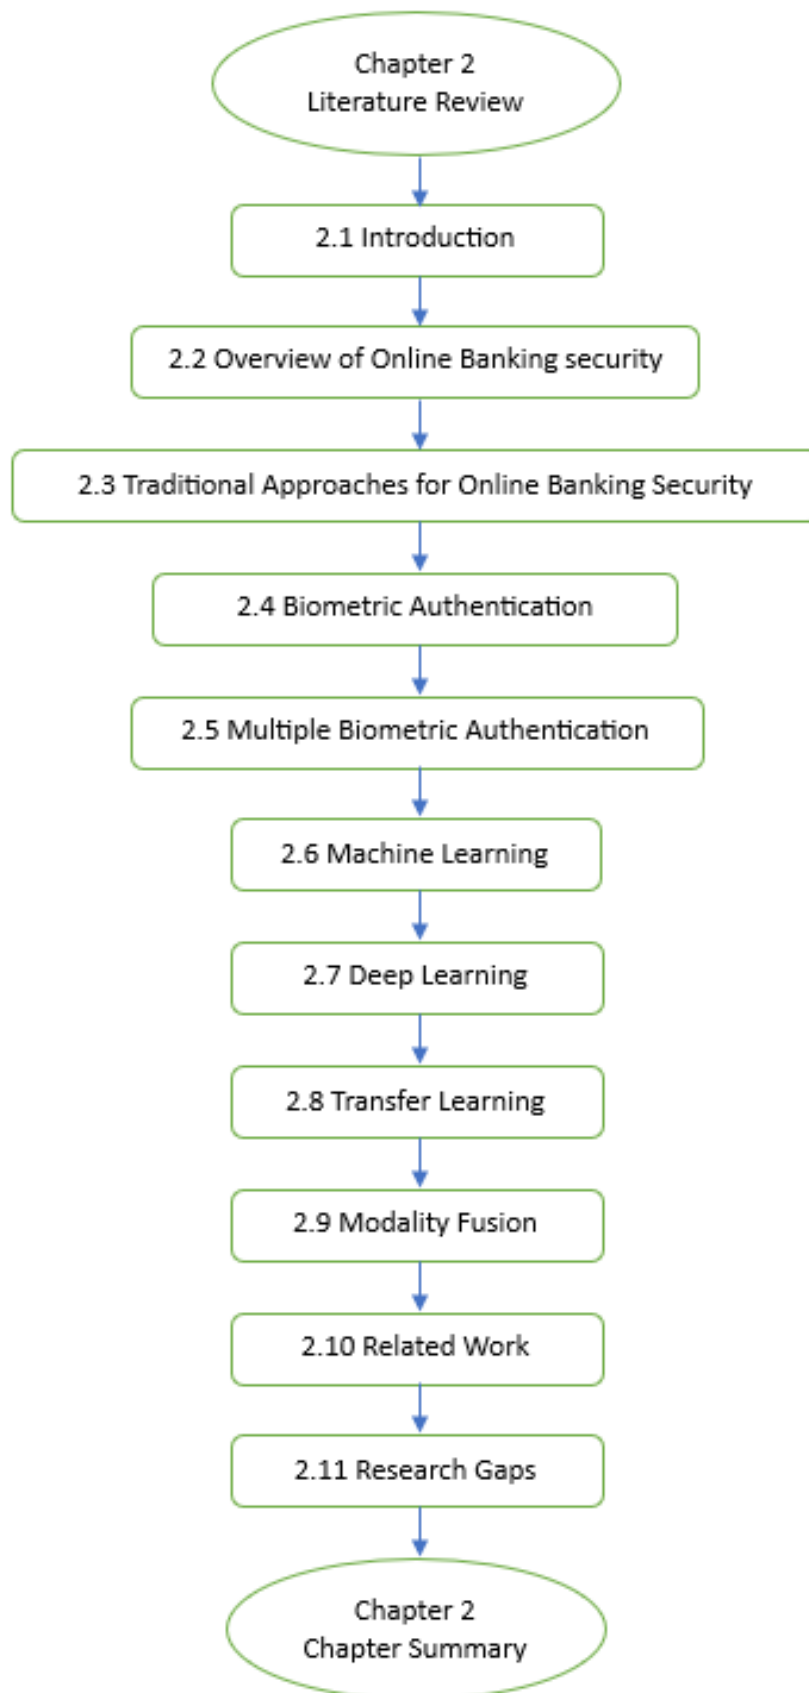 Chapter 2
Literature Review
2.1 Introduction
2.2 Overview of Online Banking security
2.3 Traditional Approaches for Online Banking Security
2.4 Biometric Authentication
2.5 Multiple Biometric Authentication
2.6 Machine Learning
2.7 Deep Learning
2.8 Transfer Learning
2.9 Modality Fusion
2.10 Related Work
2.11 Research Gaps
Chapter 2
Chapter Summary